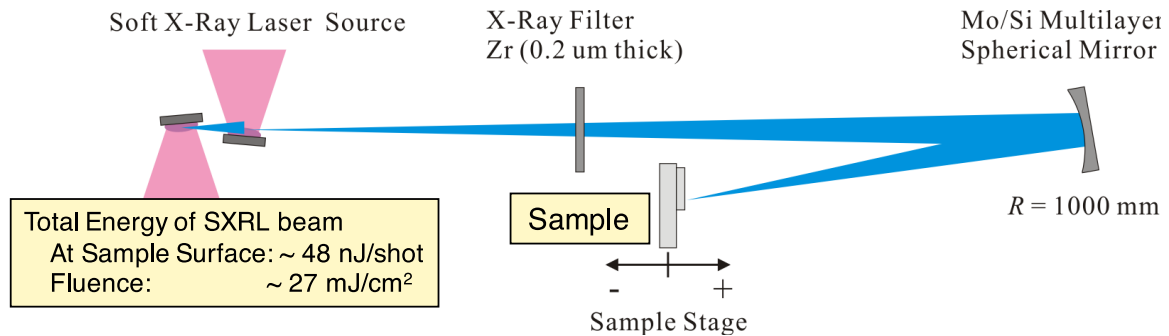 Soft X-Ray Laser Source
X-Ray Filter
Zr (0.2 um thick)
Mo/Si Multilayer
Spherical Mirror
R = 1000 mm
Total Energy of SXRL beam
At Sample Surface: ~ 48 nJ/shot
Fluence: ~ 27 mJ/cm²
Sample
- +
Sample Stage